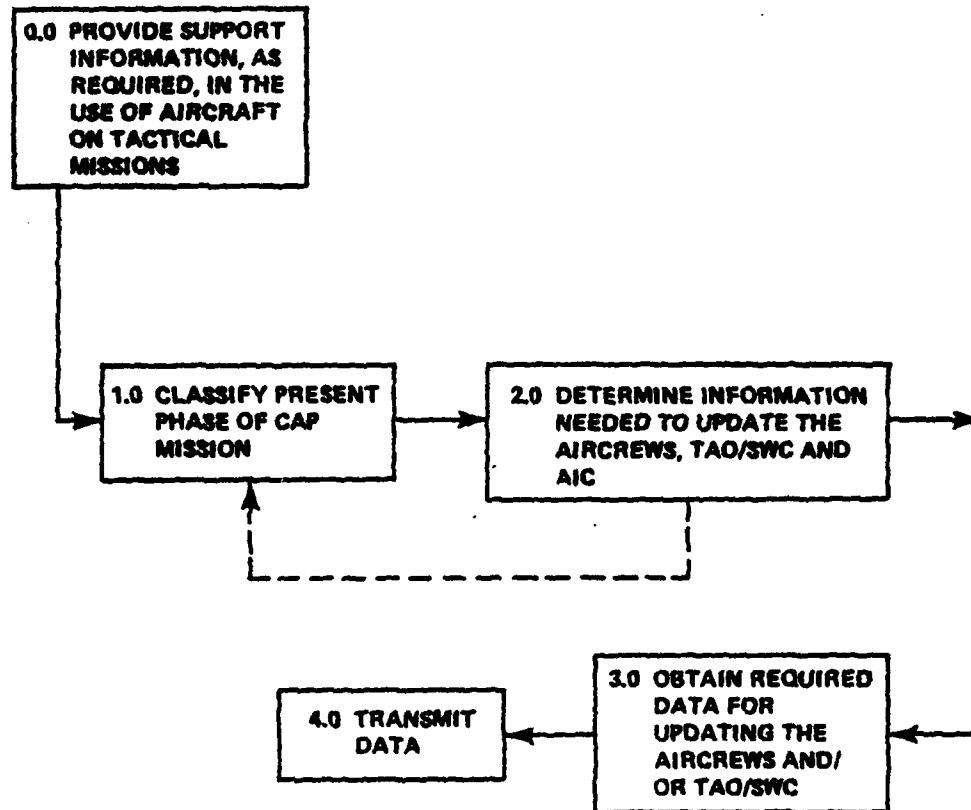 0.0 PROVIDE SUPPORT
INFORMATION, AS
REQUIRED, IN THE
USE OF AIRCRAFT
ON TACTICAL
MISSIONS
1.0 CLASSIFY PRESENT
PHASE OF CAP
MISSION
2.0 DETERMINE INFORMATION
NEEDED TO UPDATE THE
AIRCREWS, TAO/SWC AND
AIC
3.0 OBTAIN REQUIRED
DATA FOR
UPDATING THE
AIRCREWS AND/
OR TAO/SWC
4.0 TRANSMIT
DATA